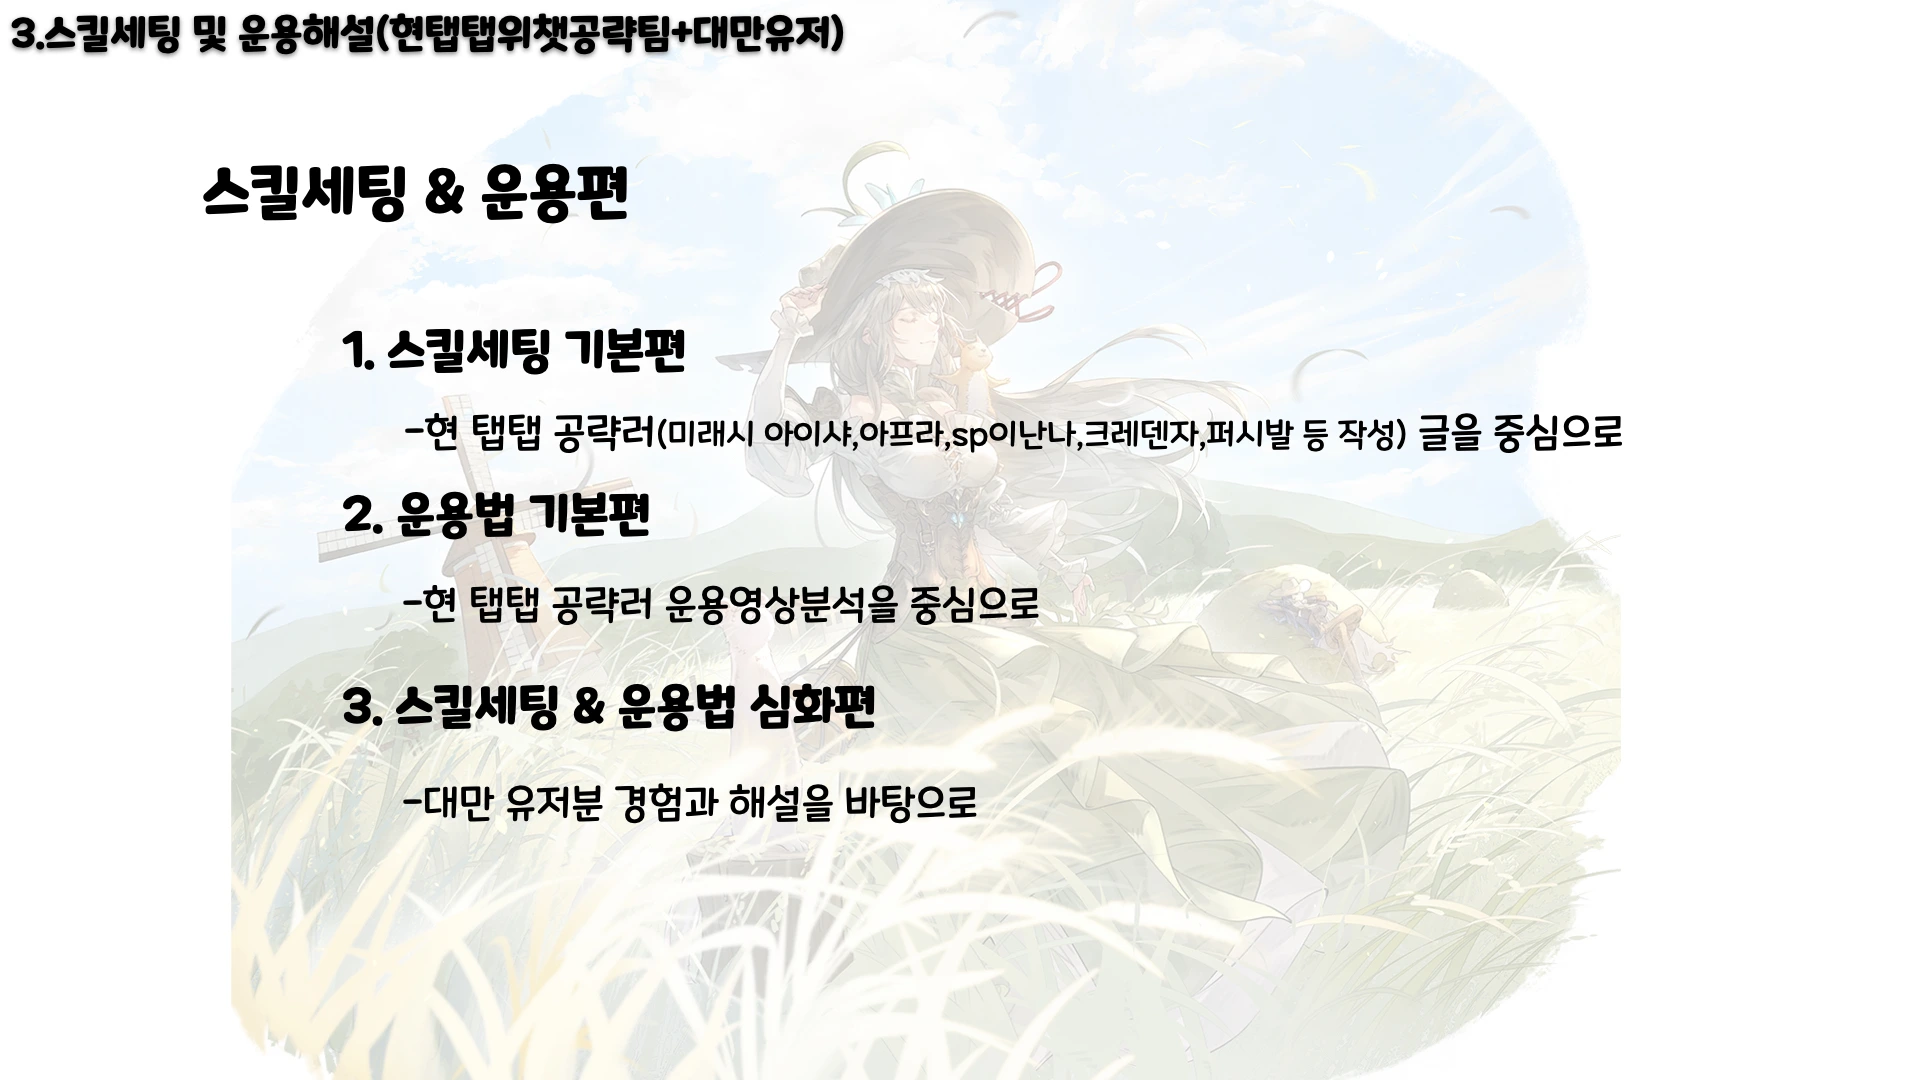 3.스킬세팅 및 운용해설(현탭탭위챗공략팀+대만유저)
스킬세팅 & 운용편
1. 스킬세팅 기본편
-현 탭탭 공략러(미래시 아이샤,아프라,sp이난나,크레덴자,퍼시발 등 작성) 글을 중심으로
2. 운용법 기본편
-현 탭탭 공략러 운용영상분석을 중심으로
3. 스킬세팅 & 운용법 심화편
-대만 유저분 경험과 해설을 바탕으로